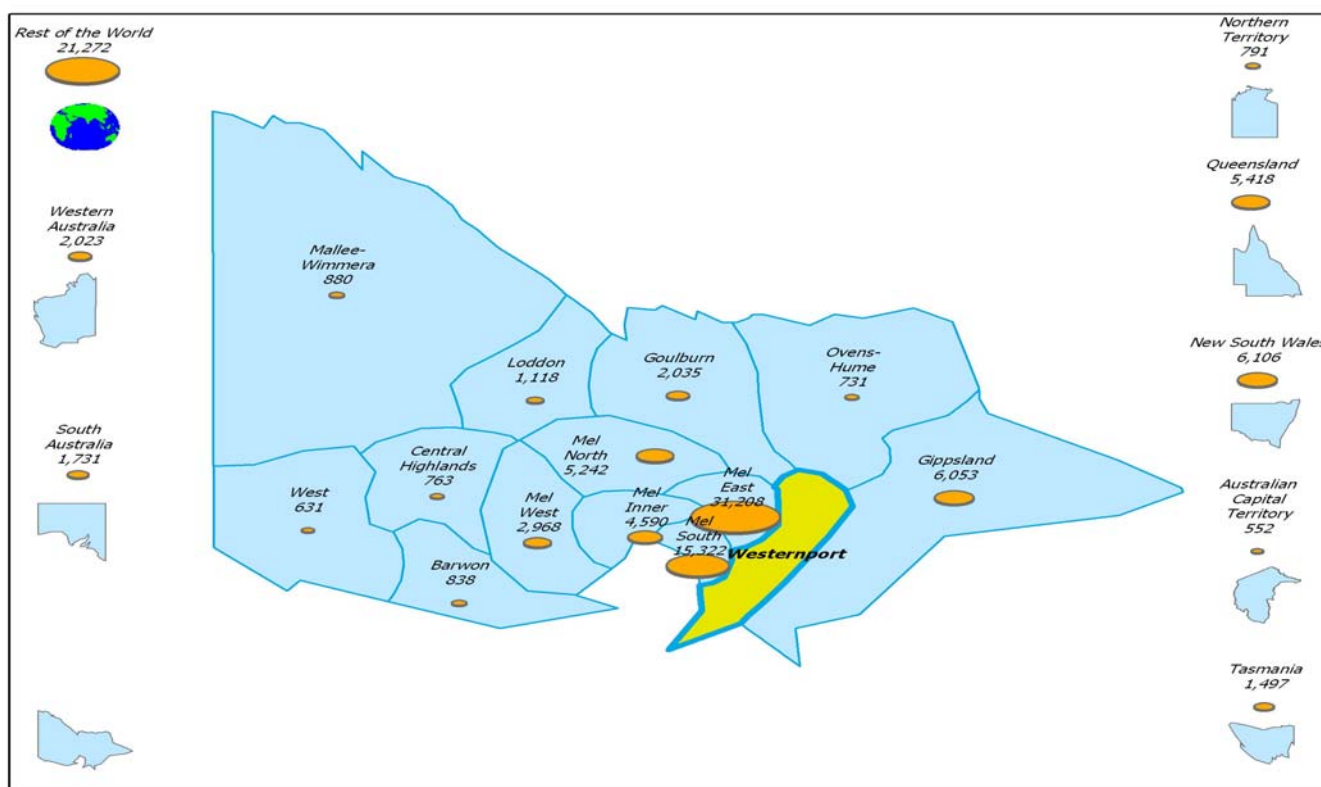 Rest of the World
21,272
Western
Australia
2,023
South
Australia
1,731
Mallee-
Wimmera
880
Loddon
1,118
Goulburn
2,035
Ovens-
Hume
731
Central
Highlands
763
Mel
North
5,242
Mel
East
31,208
Gippsland
6,053
West
631
Mel
West
2,968
Mel
Inner
4,590
Mel
South
15,322
Westernport
Barwon
838
Northern
Territory
791
Queensland
5,418
New South Wales
6,106
Australian
Capital
Territory
552
Tasmania
1,497